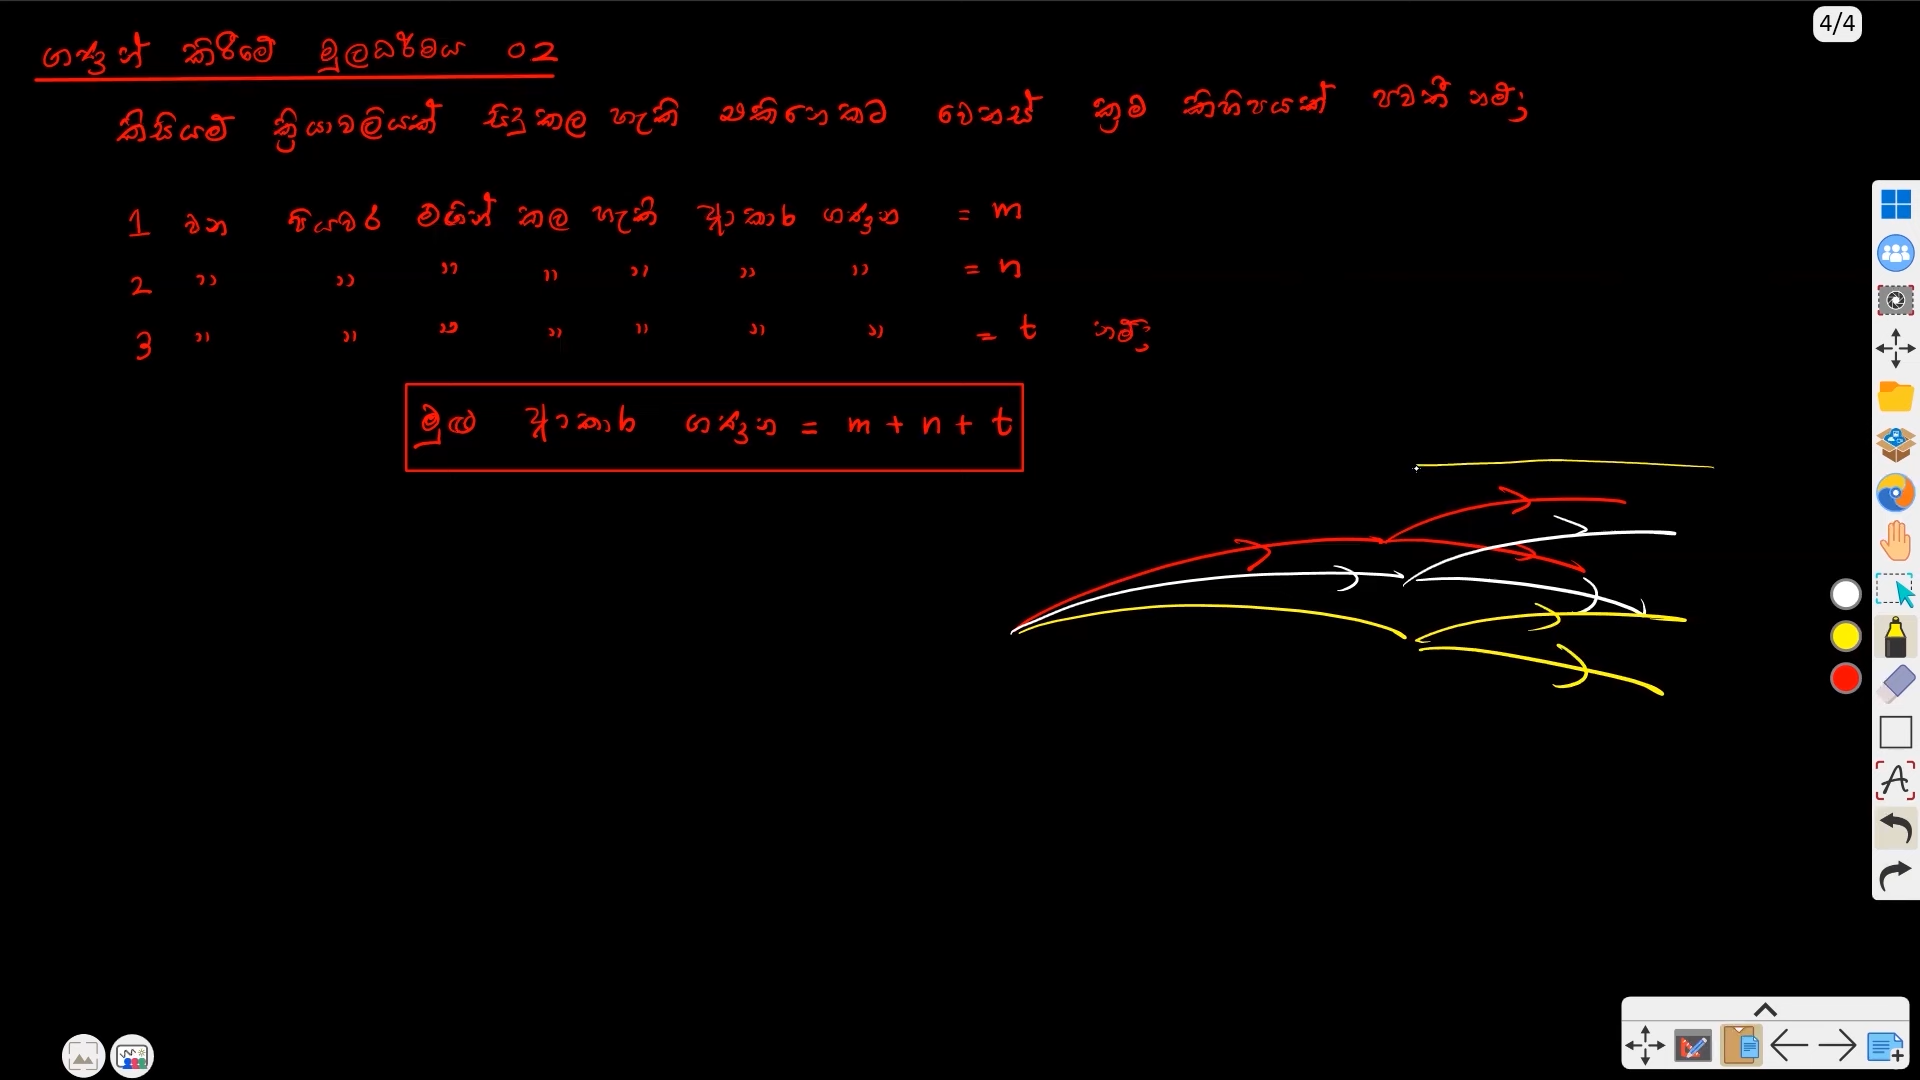 4/4
ගණන් කිරීමේ මූලධර්මය 02
කිසියම් ක්‍රියාවලියක් සිදුකල හැකි එකිනෙකට වෙනස් ක්‍රම කිහිපයක් පවතී නම්;
1 වන පියවර මගින් කල හැකි ආකාර ගණන = m
2 " " " " " " " = n
3 " " " " " " " = t නම්;
මුළු ආකාර ගණන = m + n + t